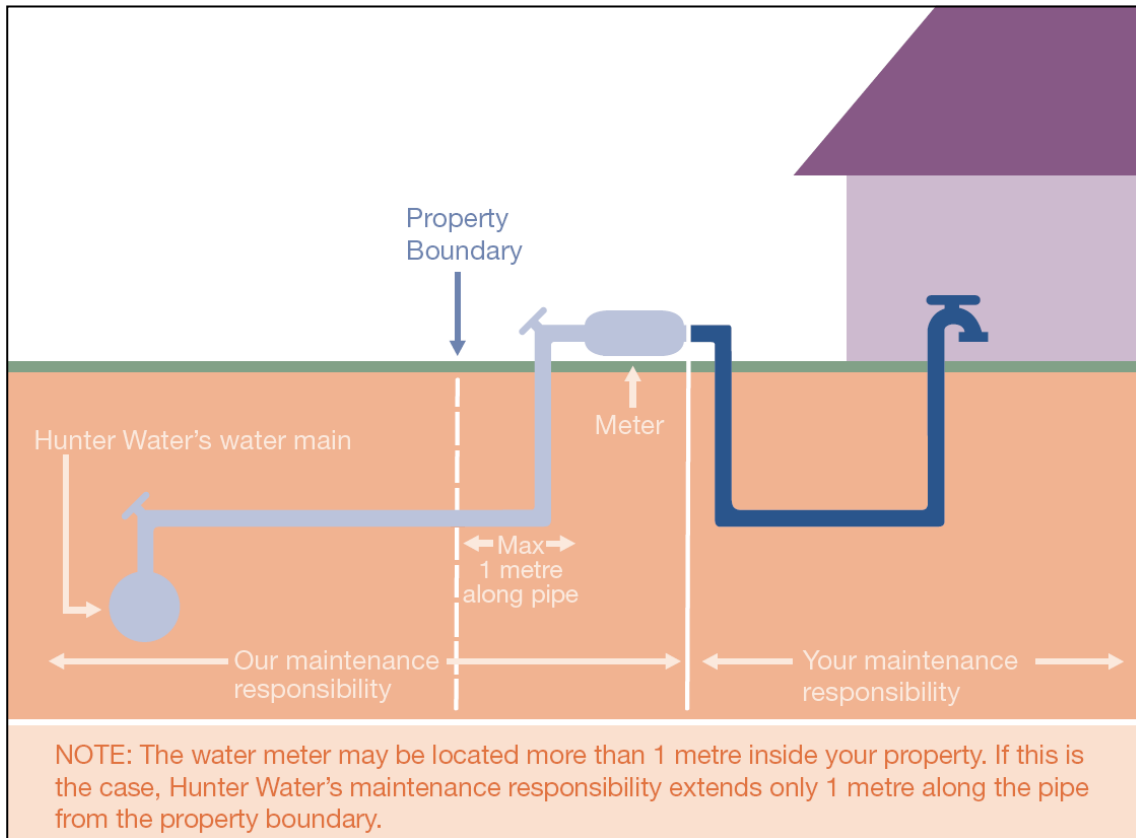 Property
Boundary
Meter
Hunter Water's water main
Max
1 metre
along pipe
Our maintenance
responsibility
Your maintenance
responsibility
NOTE: The water meter may be located more than 1 metre inside your property. If this is
the case, Hunter Water's maintenance responsibility extends only 1 metre along the pipe
from the property boundary.